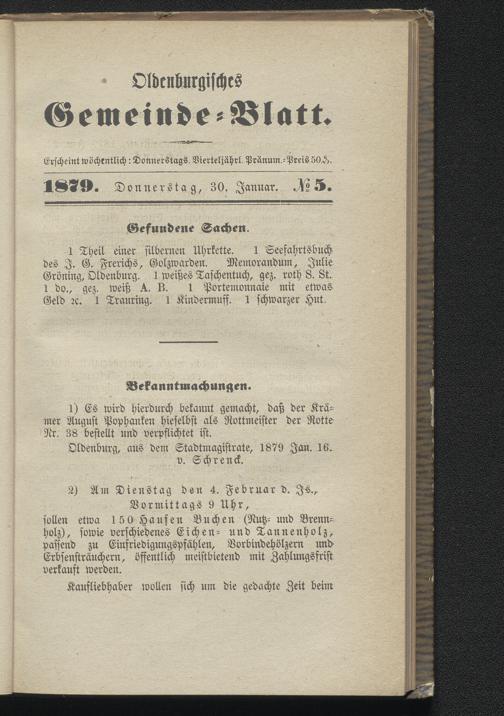 Oldenburgisches
Gemeinde-Blatt.
Erscheint wöchentlich: Donnerstags. Vierteljährl. Pränum.-Preis 50 ₰.
1879. Donnerstag, 30. Januar. № 5.
Gefundene Sachen.
1 Theil einer silbernen Uhrkette. 1 Seefahrtsbuch
des J. G. Frerichs, Golzwarden. Memorandum, Julie
Gröning, Oldenburg. 1 weißes Taschentuch, gez. roth S. St.
1 do., gez. weiß A. B. 1 Portemonnaie mit etwas
Geld ꝛc. 1 Trauring. 1 Kindermuff. 1 schwarzer Hut.
Bekanntmachungen.
1) Es wird hierdurch bekannt gemacht, daß der Krä-
mer August Pophanken hieselbst als Rottmeister der Rotte
Nr. 38 bestellt und verpflichtet ist.
Oldenburg, aus dem Stadtmagistrate, 1879 Jan. 16.
v. Schrenck.
2) Am Dienstag den 4. Februar d. Js.,
Vormittags 9 Uhr,
sollen etwa 150 Haufen Buchen (Nutz- und Brenn-
holz), sowie verschiedenes Eichen- und Tannenholz,
passend zu Einfriedigungspfählen, Vorbindehölzern und
Erbsensträuchern, öffentlich meistbietend mit Zahlungsfrist
verkauft werden.
Kaufliebhaber wollen sich um die gedachte Zeit beim